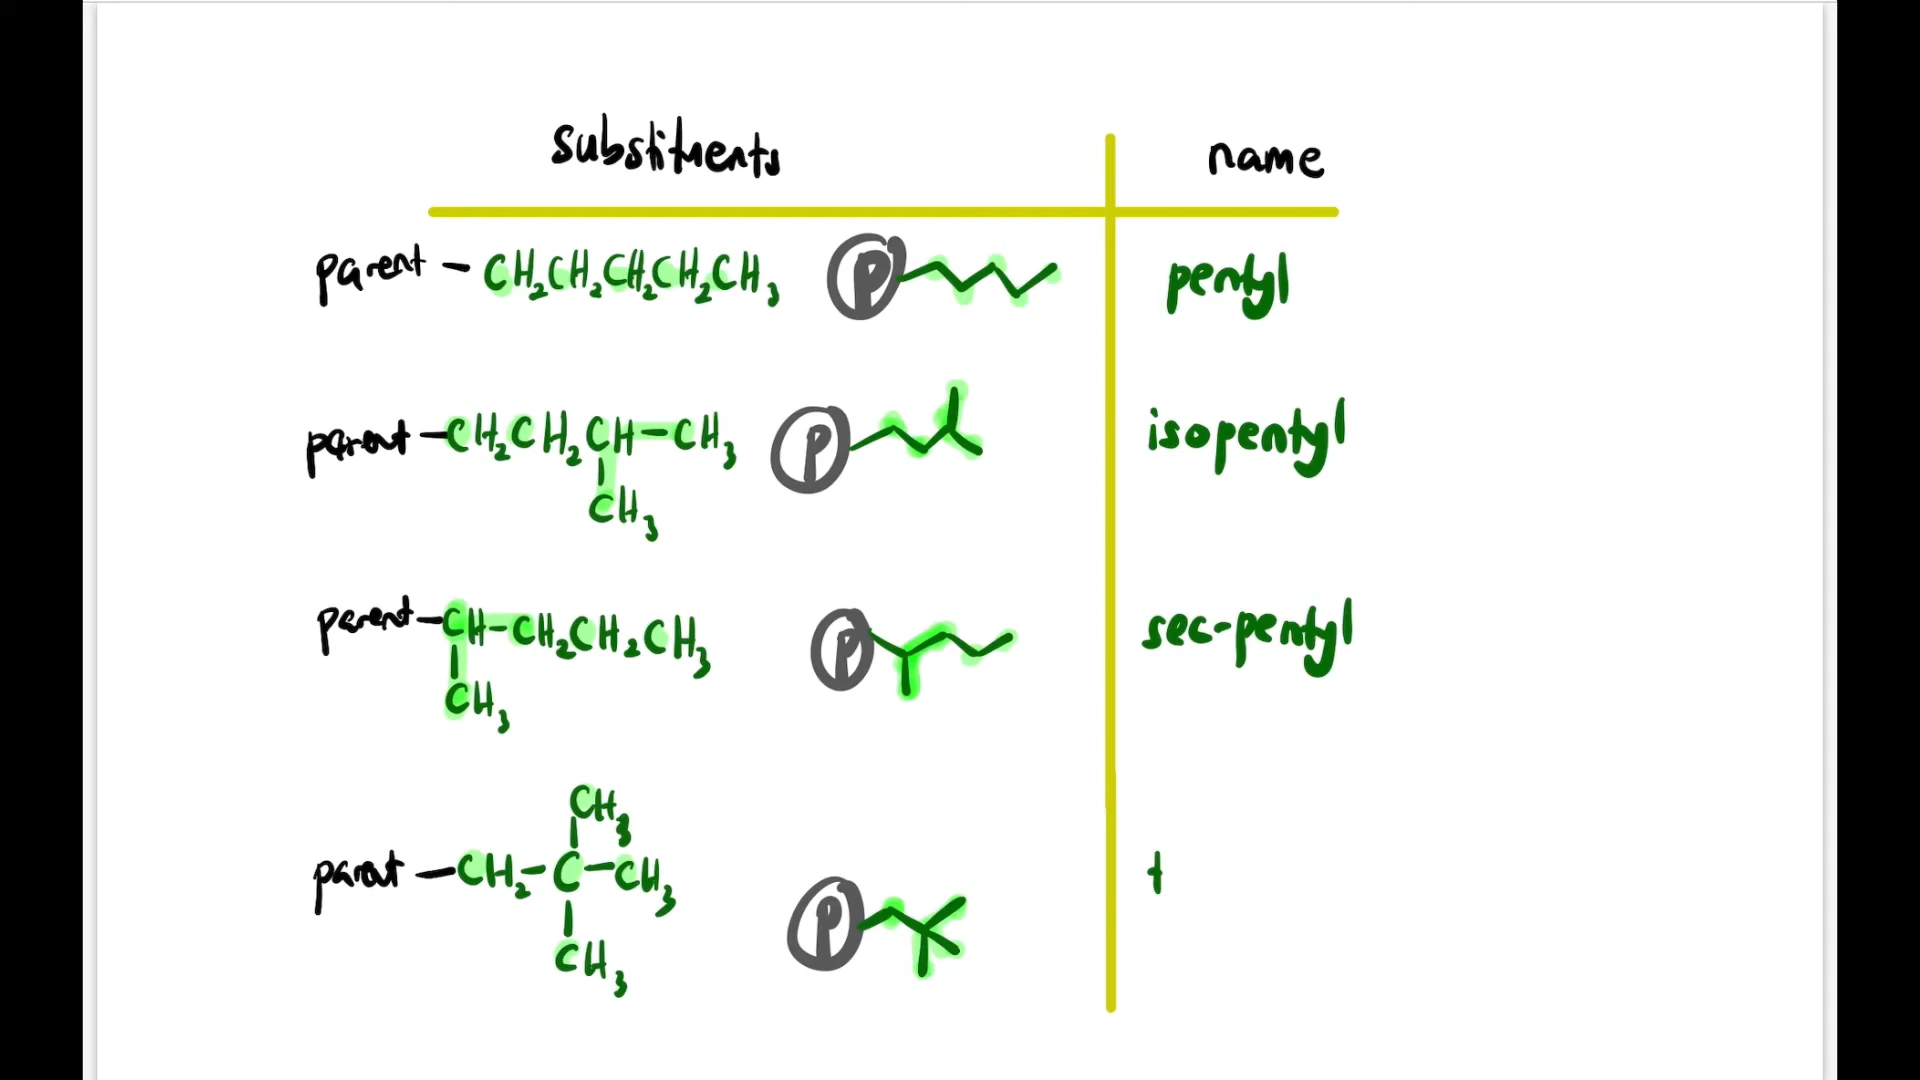 substituents name
parent - CH₂CH₂CH₂CH₂CH₃ P pentyl
parent - CH₂CH₂CH-CH₃ P isopentyl
CH₃
parent - CH-CH₂CH₂CH₃ P sec-pentyl
CH₃
CH₃
parent - CH₂-C-CH₃ P t
CH₃